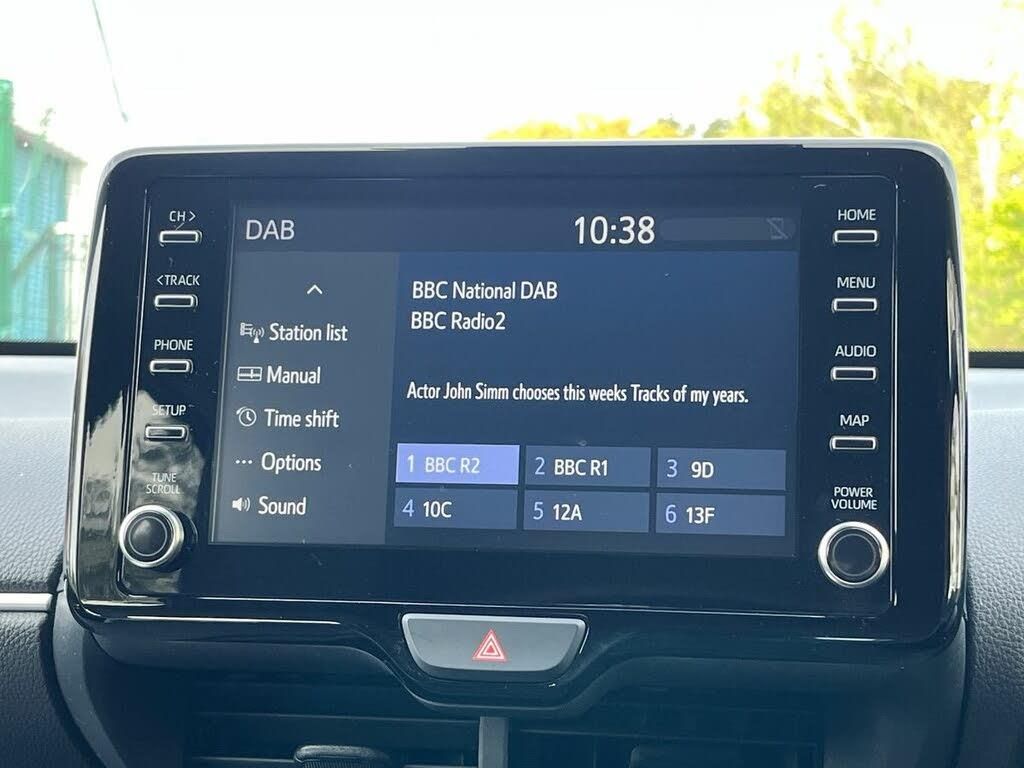 CH >
<TRACK
PHONE
SETUP
TUNE
SCROLL
DAB
10:38
Station list
Manual
Time shift
Options
Sound
BBC National DAB
BBC Radio2
Actor John Simm chooses this weeks Tracks of my years.
1 BBC R2
2 BBC R1
3 9D
4 10C
5 12A
6 13F
HOME
MENU
AUDIO
MAP
POWER
VOLUME